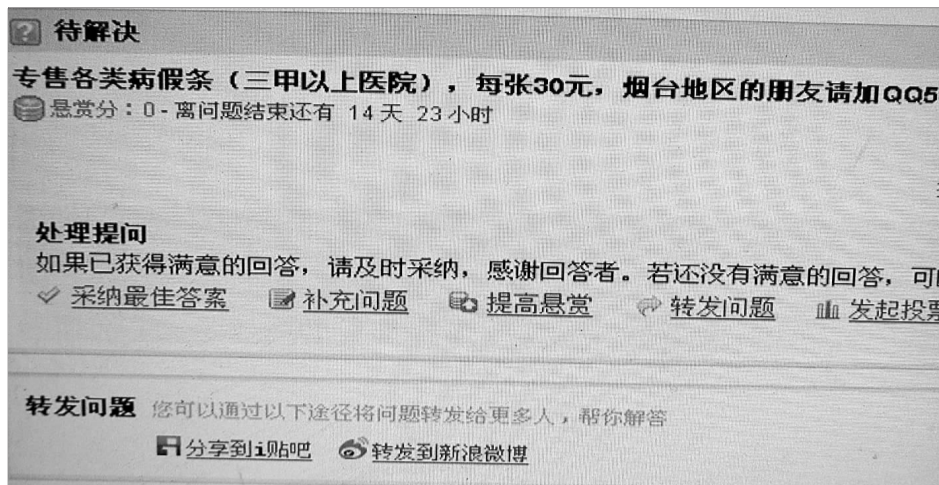 待解决
专售各类病假条（三甲以上医院），每张30元，烟台地区的朋友请加QQ5
悬赏分：0 - 离问题结束还有 14 天 23 小时
处理提问
如果已获得满意的回答，请及时采纳，感谢回答者。若还没有满意的回答，可
采纳最佳答案 补充问题 提高悬赏 转发问题 发起投票
转发问题 您可以通过以下途径将问题转发给更多人，帮你解答
分享到i贴吧 转发到新浪微博